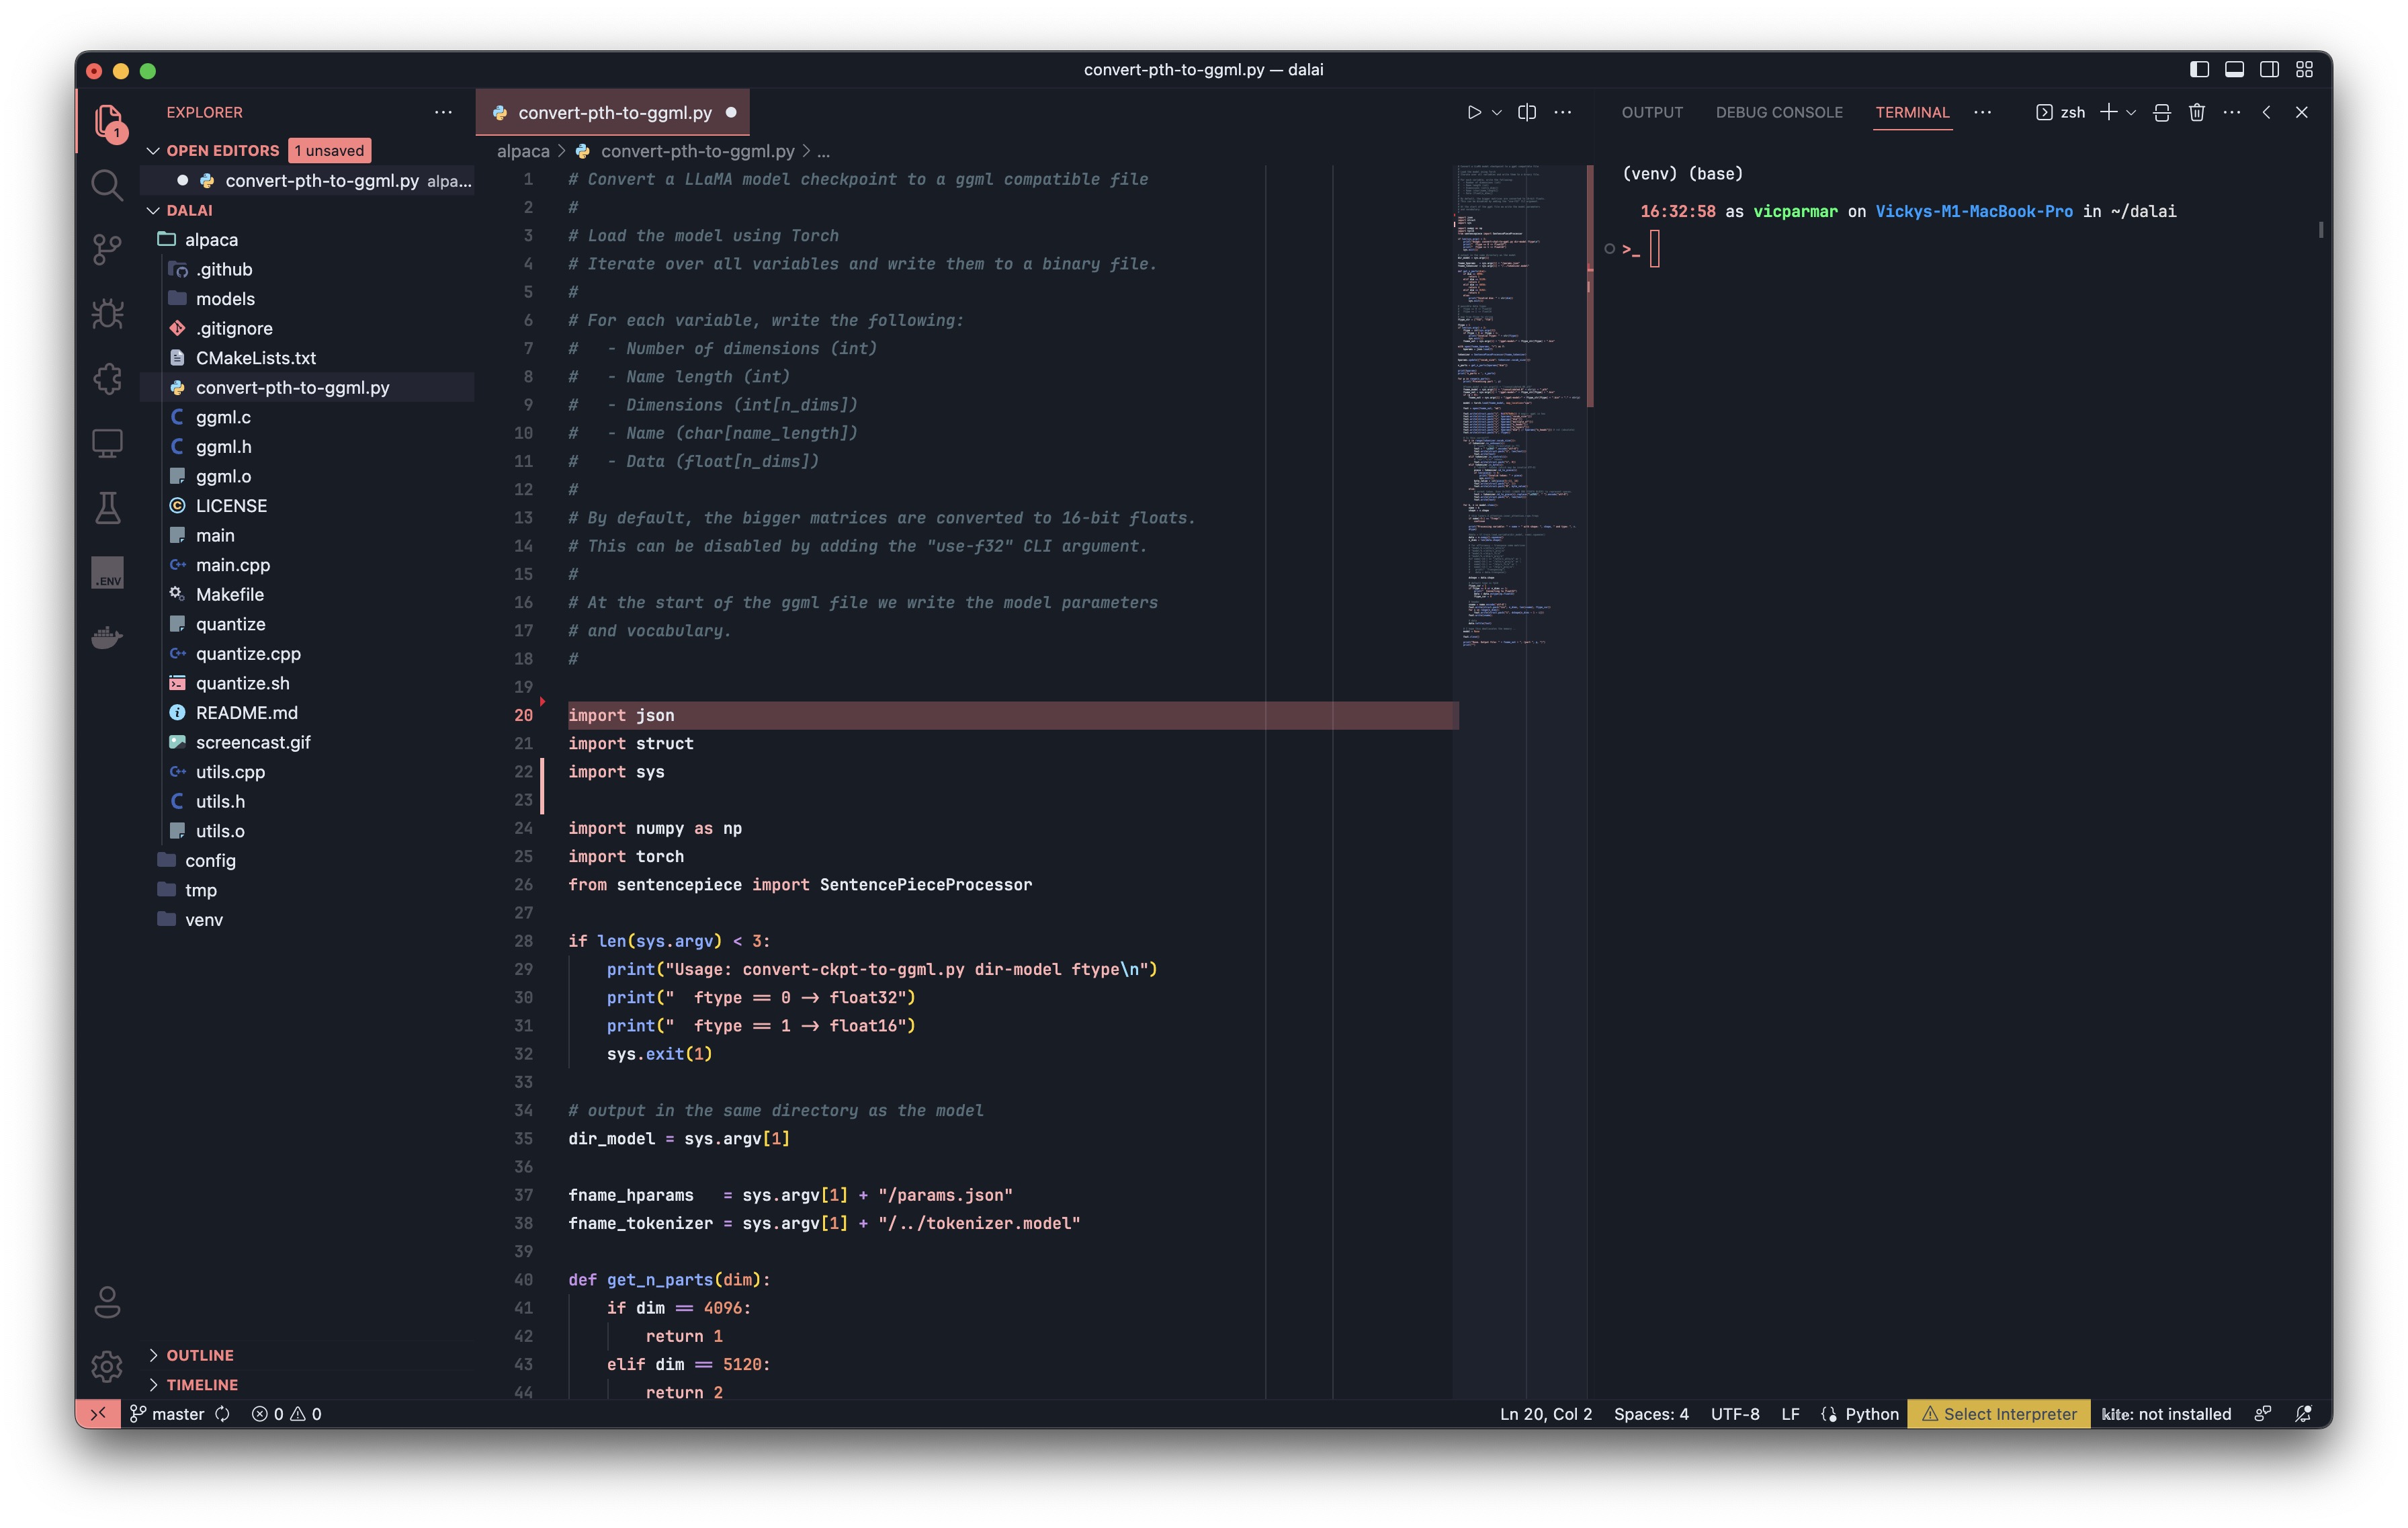 convert-pth-to-ggml.py — dalai
EXPLORER
1
OPEN EDITORS 1 unsaved
convert-pth-to-ggml.py alpa...
DALAI
alpaca
.github
models
.gitignore
CMakeLists.txt
convert-pth-to-ggml.py
ggml.c
ggml.h
ggml.o
LICENSE
main
main.cpp
Makefile
quantize
quantize.cpp
quantize.sh
README.md
screencast.gif
utils.cpp
utils.h
utils.o
config
tmp
venv
OUTLINE
TIMELINE
.ENV
convert-pth-to-ggml.py
alpaca > convert-pth-to-ggml.py > ...
1 # Convert a LLaMA model checkpoint to a ggml compatible file
2 #
3 # Load the model using Torch
4 # Iterate over all variables and write them to a binary file.
5 #
6 # For each variable, write the following:
7 #   - Number of dimensions (int)
8 #   - Name length (int)
9 #   - Dimensions (int[n_dims])
10 #   - Name (char[name_length])
11 #   - Data (float[n_dims])
12 #
13 # By default, the bigger matrices are converted to 16-bit floats.
14 # This can be disabled by adding the "use-f32" CLI argument.
15 #
16 # At the start of the ggml file we write the model parameters
17 # and vocabulary.
18 #
19
20 import json
21 import struct
22 import sys
23
24 import numpy as np
25 import torch
26 from sentencepiece import SentencePieceProcessor
27
28 if len(sys.argv) < 3:
29     print("Usage: convert-ckpt-to-ggml.py dir-model ftype\n")
30     print("  ftype == 0 -> float32")
31     print("  ftype == 1 -> float16")
32     sys.exit(1)
33
34 # output in the same directory as the model
35 dir_model = sys.argv[1]
36
37 fname_hparams   = sys.argv[1] + "/params.json"
38 fname_tokenizer = sys.argv[1] + "/../tokenizer.model"
39
40 def get_n_parts(dim):
41     if dim == 4096:
42         return 1
43     elif dim == 5120:
44         return 2
OUTPUT DEBUG CONSOLE TERMINAL zsh
(venv) (base)
16:32:58 as vicparmar on Vickys-M1-MacBook-Pro in ~/dalai
>_
master 0 0
Ln 20, Col 2 Spaces: 4 UTF-8 LF Python Select Interpreter kite: not installed